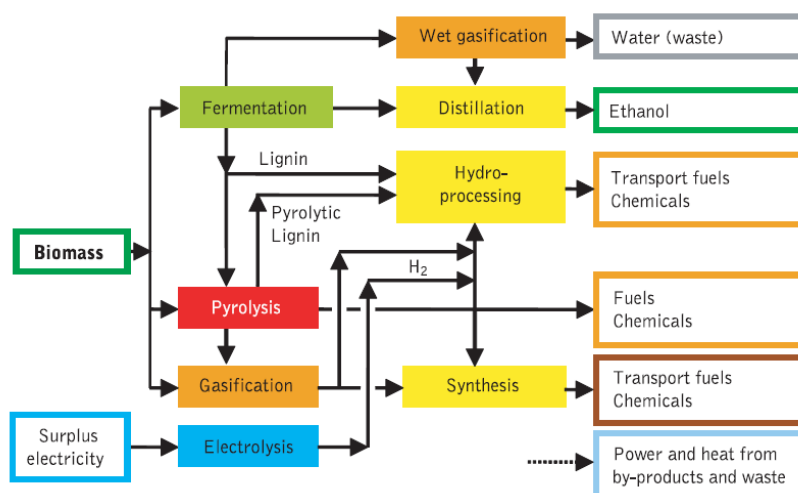 Wet gasification
Water (waste)
Fermentation
Distillation
Ethanol
Lignin
Hydro-
processing
Transport fuels
Chemicals
Pyrolytic
Lignin
Biomass
H2
Pyrolysis
Fuels
Chemicals
Gasification
Synthesis
Transport fuels
Chemicals
Surplus
electricity
Electrolysis
Power and heat from
by-products and waste